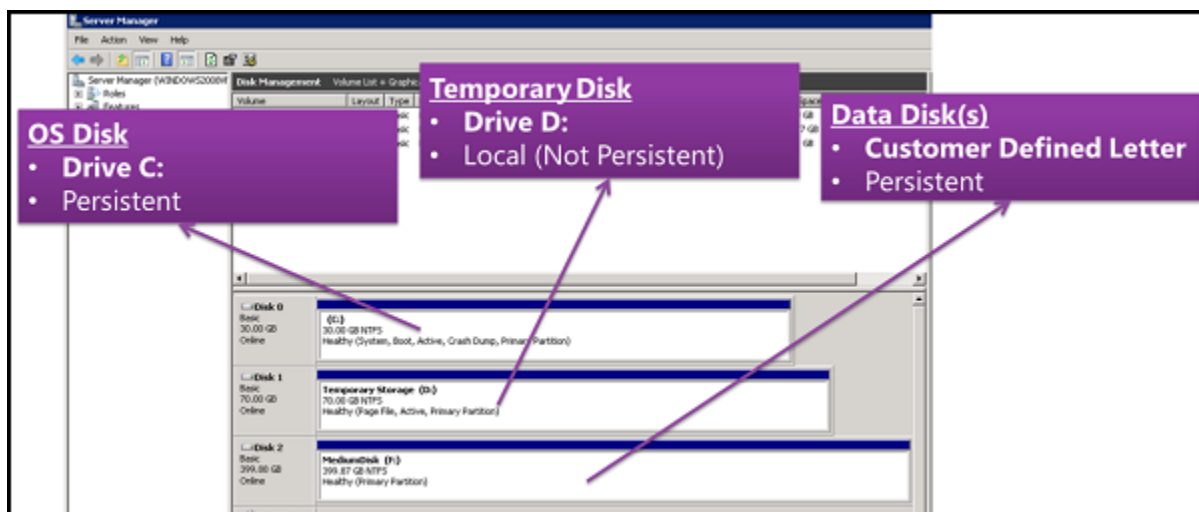 Server Manager
File Action View Help
Server Manager (WINDOWS2008
Disk Management Volume List + Graphic
Roles
Features
Volume Layout Type
OS Disk
• Drive C:
• Persistent
Temporary Disk
• Drive D:
• Local (Not Persistent)
Data Disk(s)
• Customer Defined Letter
• Persistent
Disk 0
Basic
30.00 GB
Online
(C:)
30.00 GB NTFS
Healthy (System, Boot, Active, Crash Dump, Primary Partition)
Disk 1
Basic
70.00 GB
Online
Temporary Storage (D:)
70.00 GB NTFS
Healthy (Page File, Active, Primary Partition)
Disk 2
Basic
399.88 GB
Online
MediumDisk (F:)
399.87 GB NTFS
Healthy (Primary Partition)